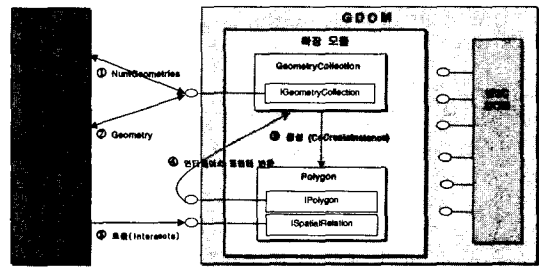 GDOM
확장 모듈
GeometryCollection
IGeometryCollection
① NumGeometries
② Geometry
③ 생성 (CoCreateInstance)
④ 인터페이스 포인터 반환
Polygon
IPolygon
ISpatialRelation
⑤ 호출(Intersects)